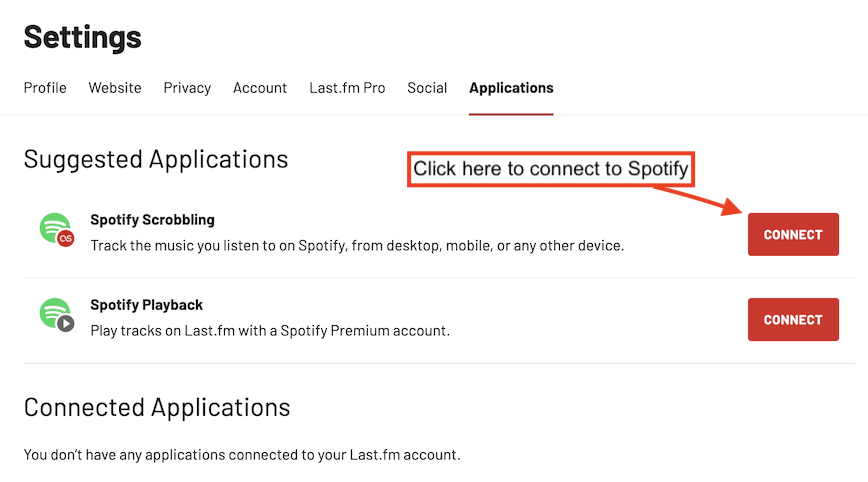 Settings
Profile Website Privacy Account Last.fm Pro Social Applications
Suggested Applications
Click here to connect to Spotify
Spotify Scrobbling
Track the music you listen to on Spotify, from desktop, mobile, or any other device.
CONNECT
Spotify Playback
Play tracks on Last.fm with a Spotify Premium account.
CONNECT
Connected Applications
You don’t have any applications connected to your Last.fm account.